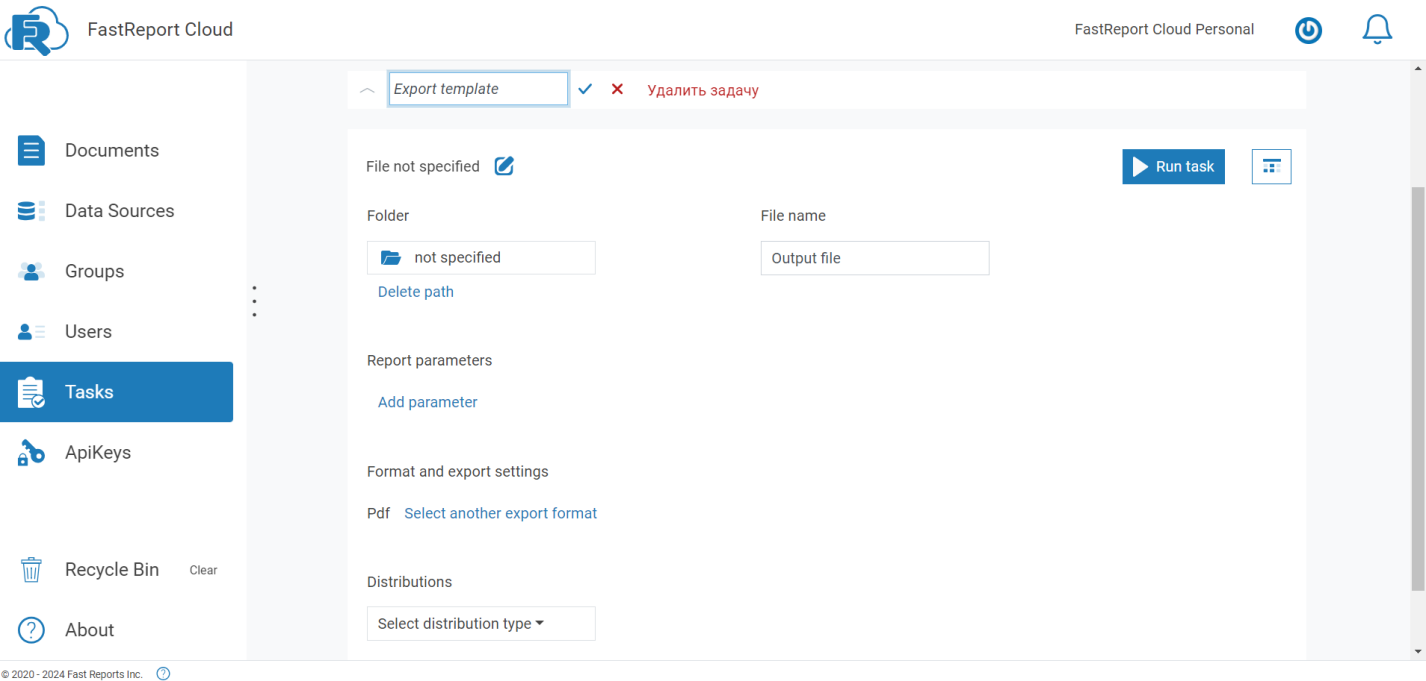 FastReport Cloud
FastReport Cloud Personal
Export template
Удалить задачу
Documents
Data Sources
Groups
Users
Tasks
ApiKeys
Recycle Bin Clear
About
File not specified
Run task
Folder
File name
not specified
Output file
Delete path
Report parameters
Add parameter
Format and export settings
Pdf Select another export format
Distributions
Select distribution type
© 2020 - 2024 Fast Reports Inc.